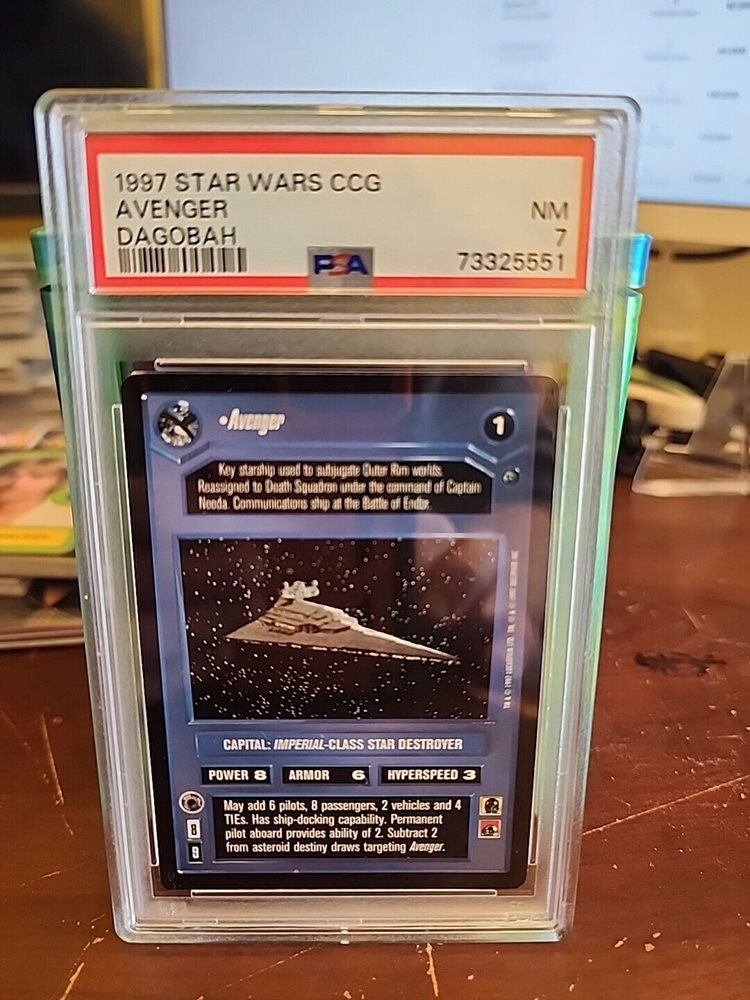 1997 STAR WARS CCG
AVENGER NM
DAGOBAH 7
PSA 73325551
•Avenger 1
Key starship used to subjugate Outer Rim worlds.
Reassigned to Death Squadron under the command of Captain
Needa. Communications ship at the Battle of Endor.
CAPITAL: IMPERIAL-CLASS STAR DESTROYER
POWER 8 ARMOR 6 HYPERSPEED 3
May add 6 pilots, 8 passengers, 2 vehicles and 4
TIEs. Has ship-docking capability. Permanent
pilot aboard provides ability of 2. Subtract 2
from asteroid destiny draws targeting Avenger.
8
9